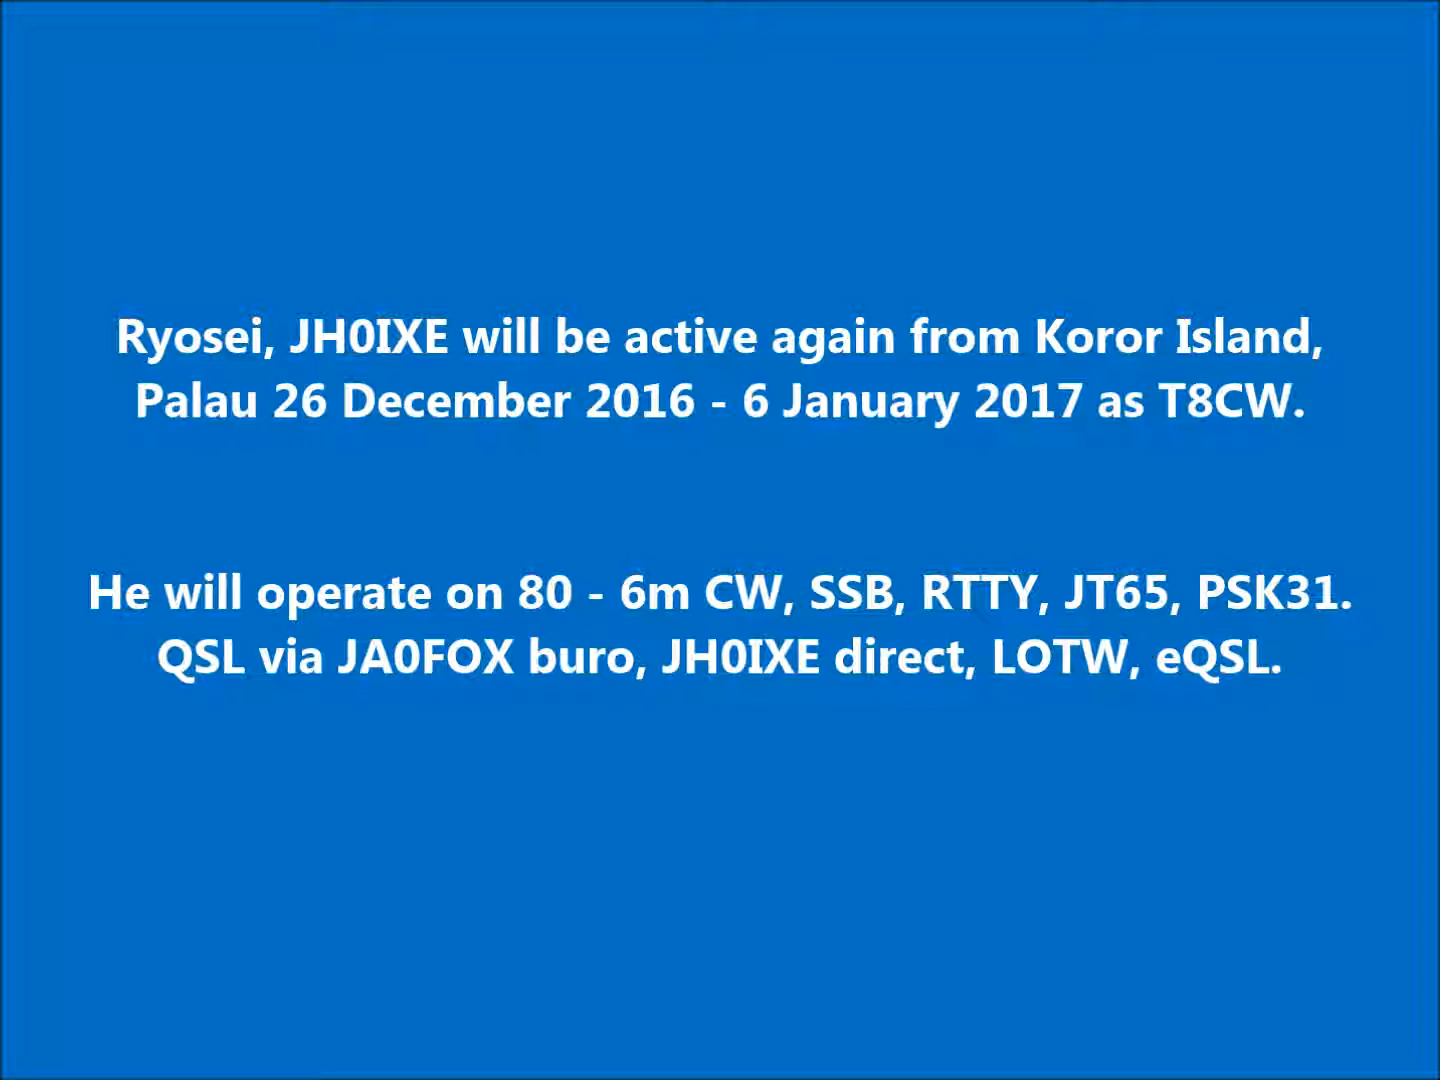 Ryosei, JH0IXE will be active again from Koror Island,
Palau 26 December 2016 - 6 January 2017 as T8CW.
He will operate on 80 - 6m CW, SSB, RTTY, JT65, PSK31.
QSL via JA0FOX buro, JH0IXE direct, LOTW, eQSL.